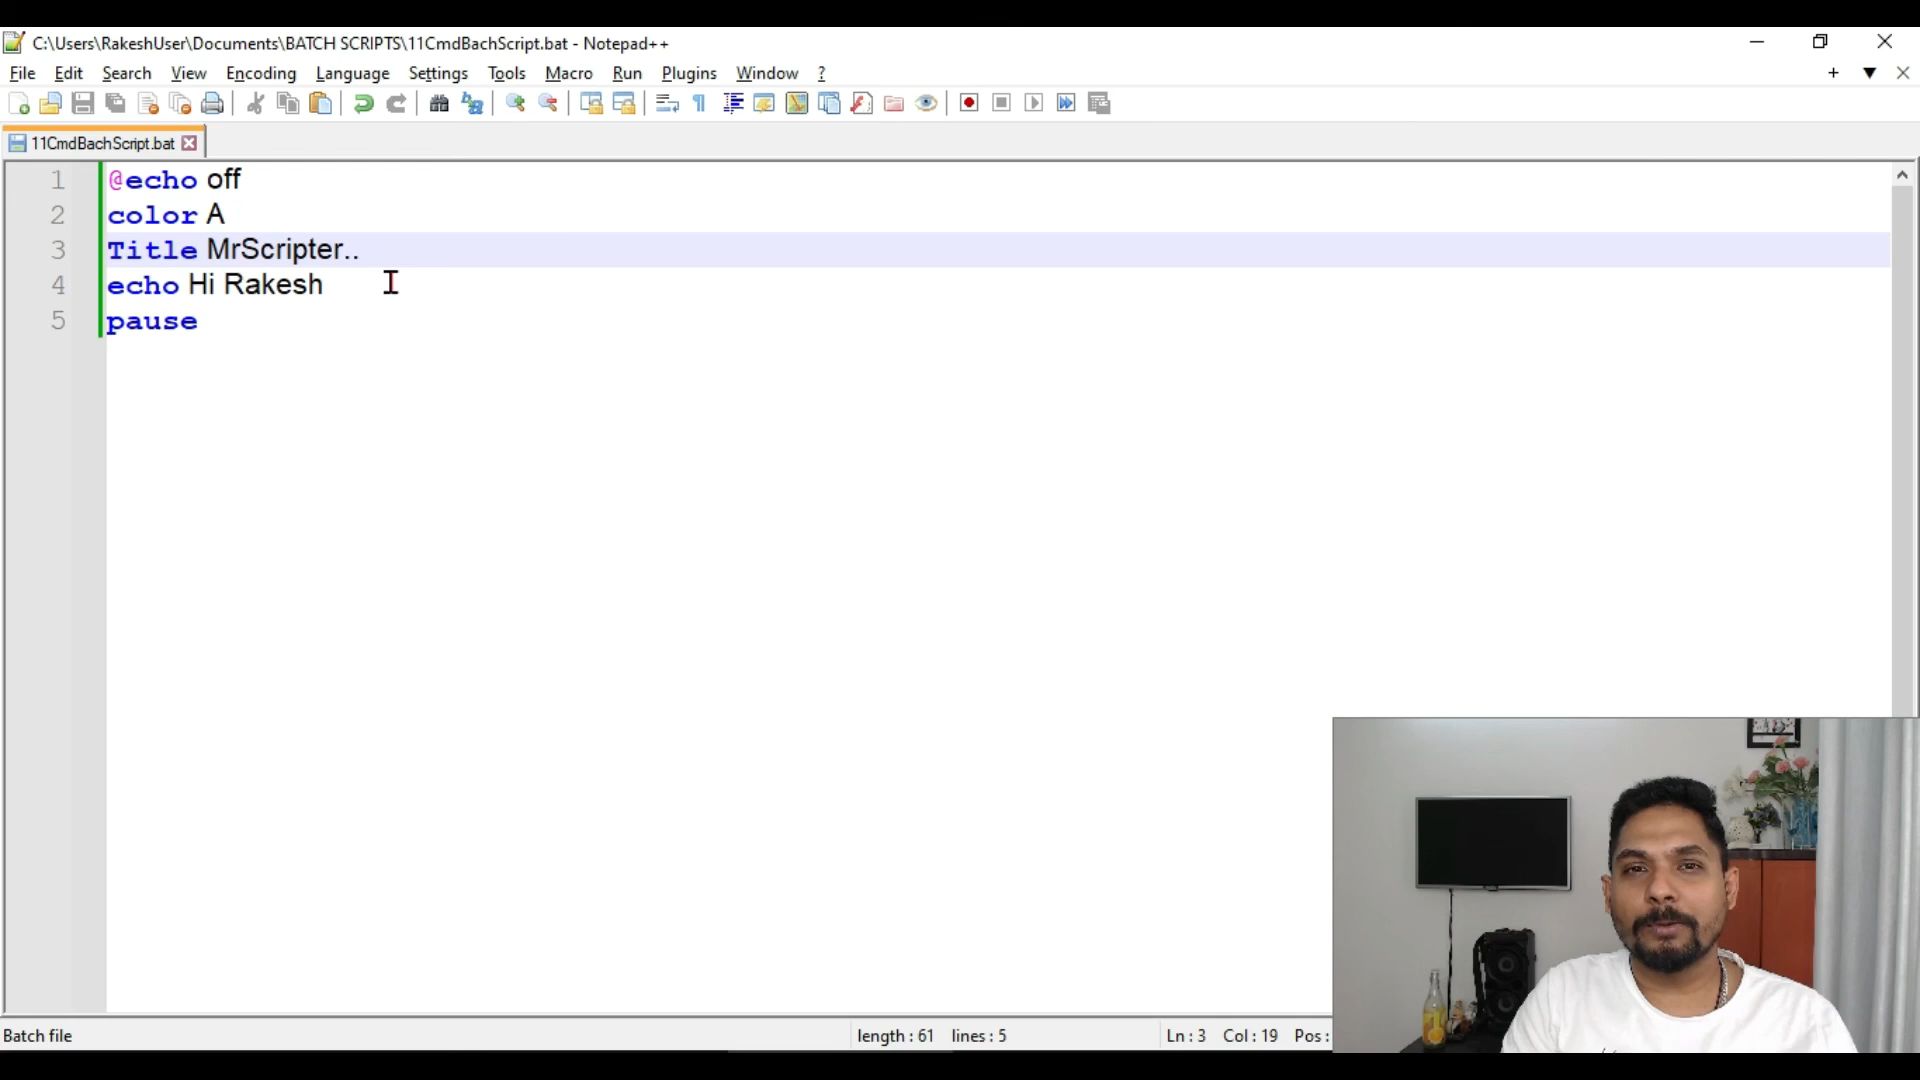 C:\Users\RakeshUser\Documents\BATCH SCRIPTS\11CmdBachScript.bat - Notepad++
File Edit Search View Encoding Language Settings Tools Macro Run Plugins Window ?
11CmdBachScript.bat
1 @echo off
2 color A
3 Title MrScripter..
4 echo Hi Rakesh
5 pause
Batch file length : 61 lines : 5 Ln : 3 Col : 19 Pos :